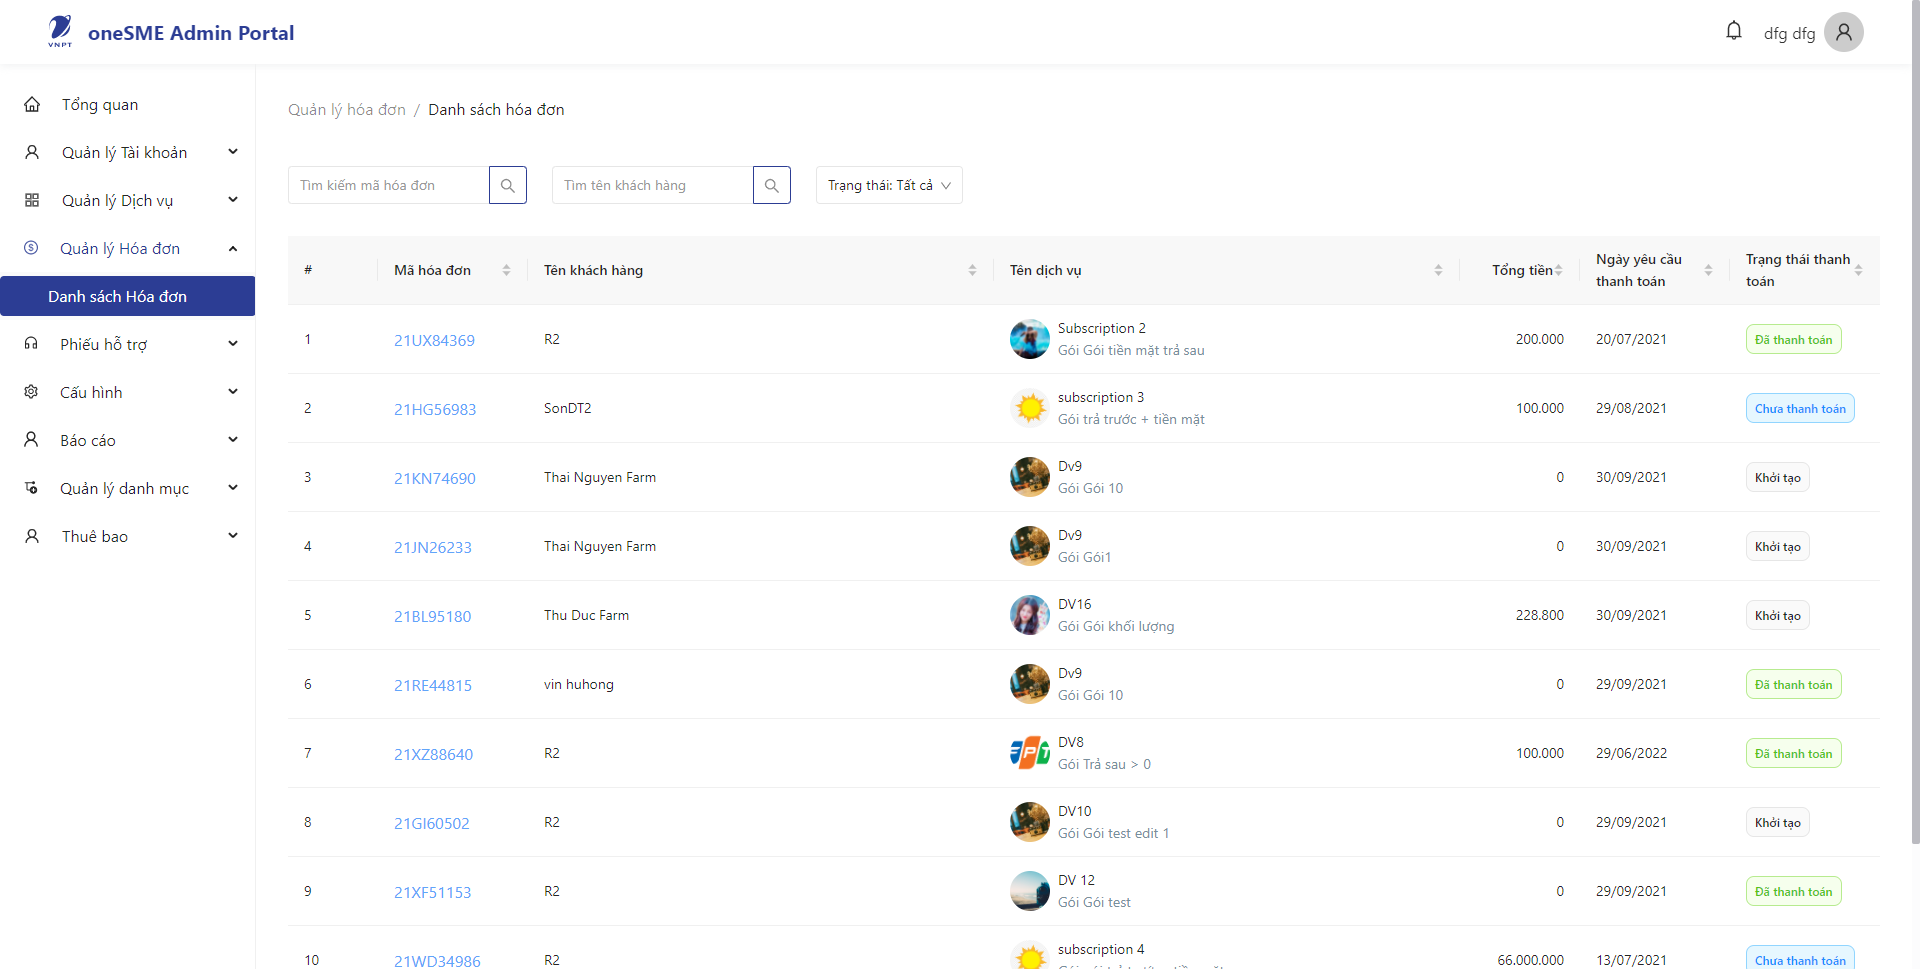 VNPT
oneSME Admin Portal
dfg dfg
Tổng quan
Quản lý Tài khoản
Quản lý Dịch vụ
Quản lý Hóa đơn
Danh sách Hóa đơn
Phiếu hỗ trợ
Cấu hình
Báo cáo
Quản lý danh mục
Thuê bao
Quản lý hóa đơn / Danh sách hóa đơn
Tìm kiếm mã hóa đơn
Tìm tên khách hàng
Trạng thái: Tất cả
# Mã hóa đơn Tên khách hàng Tên dịch vụ Tổng tiền Ngày yêu cầu thanh toán Trạng thái thanh toán
1 21UX84369 R2 Subscription 2 200.000 20/07/2021 Đã thanh toán
Gói Gói tiền mặt trả sau
2 21HG56983 SonDT2 subscription 3 100.000 29/08/2021 Chưa thanh toán
Gói trả trước + tiền mặt
3 21KN74690 Thai Nguyen Farm Dv9 0 30/09/2021 Khởi tạo
Gói Gói 10
4 21JN26233 Thai Nguyen Farm Dv9 0 30/09/2021 Khởi tạo
Gói Gói1
5 21BL95180 Thu Duc Farm DV16 228.800 30/09/2021 Khởi tạo
Gói Gói khối lượng
6 21RE44815 vin huhong Dv9 0 29/09/2021 Đã thanh toán
Gói Gói 10
7 21XZ88640 R2 FPT DV8 100.000 29/06/2022 Đã thanh toán
Gói Trả sau > 0
8 21GI60502 R2 DV10 0 29/09/2021 Khởi tạo
Gói Gói test edit 1
9 21XF51153 R2 DV 12 0 29/09/2021 Đã thanh toán
Gói Gói test
10 21WD34986 R2 subscription 4 66.000.000 13/07/2021 Chưa thanh toán